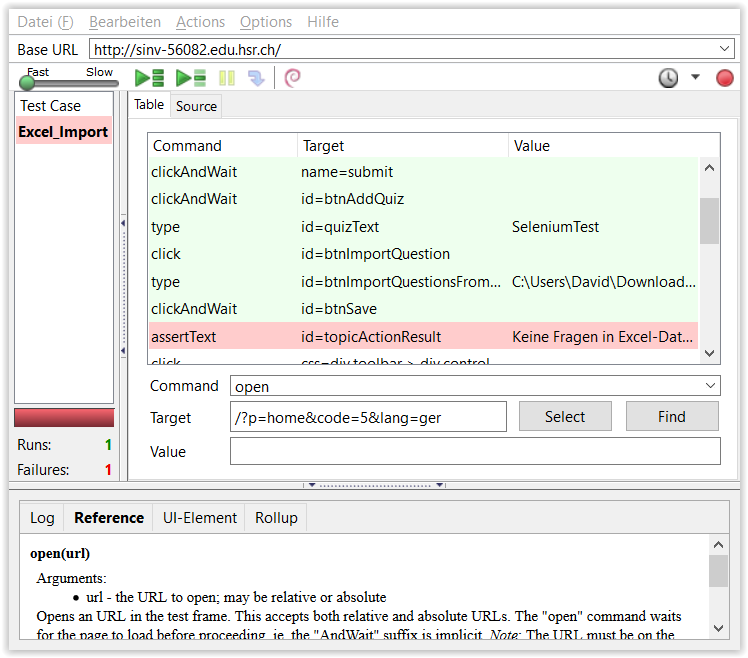 Datei (F) Bearbeiten Actions Options Hilfe
Base URL http://sinv-56082.edu.hsr.ch/
Fast Slow
Test Case
Excel_Import
Table Source
Command Target Value
clickAndWait name=submit
clickAndWait id=btnAddQuiz
type id=quizText SeleniumTest
click id=btnImportQuestion
type id=btnImportQuestionsFrom... C:\Users\David\Download...
clickAndWait id=btnSave
assertText id=topicActionResult Keine Fragen in Excel-Dat...
click css=div.toolbar > div.control
Command open
Target /?p=home&code=5&lang=ger Select Find
Value
Runs: 1
Failures: 1
Log Reference UI-Element Rollup
open(url)
Arguments:
• url - the URL to open; may be relative or absolute
Opens an URL in the test frame. This accepts both relative and absolute URLs. The "open" command waits
for the page to load before proceeding, ie. the "AndWait" suffix is implicit. Note: The URL must be on the